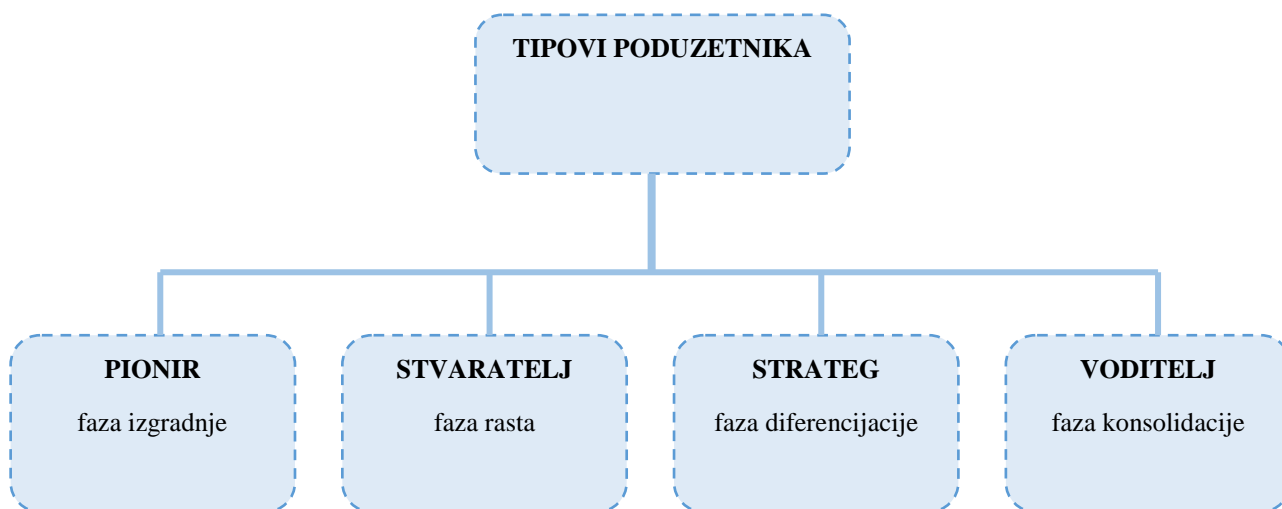 TIPOVI PODUZETNIKA
PIONIR
faza izgradnje
STVARATELJ
faza rasta
STRATEG
faza diferencijacije
VODITELJ
faza konsolidacije